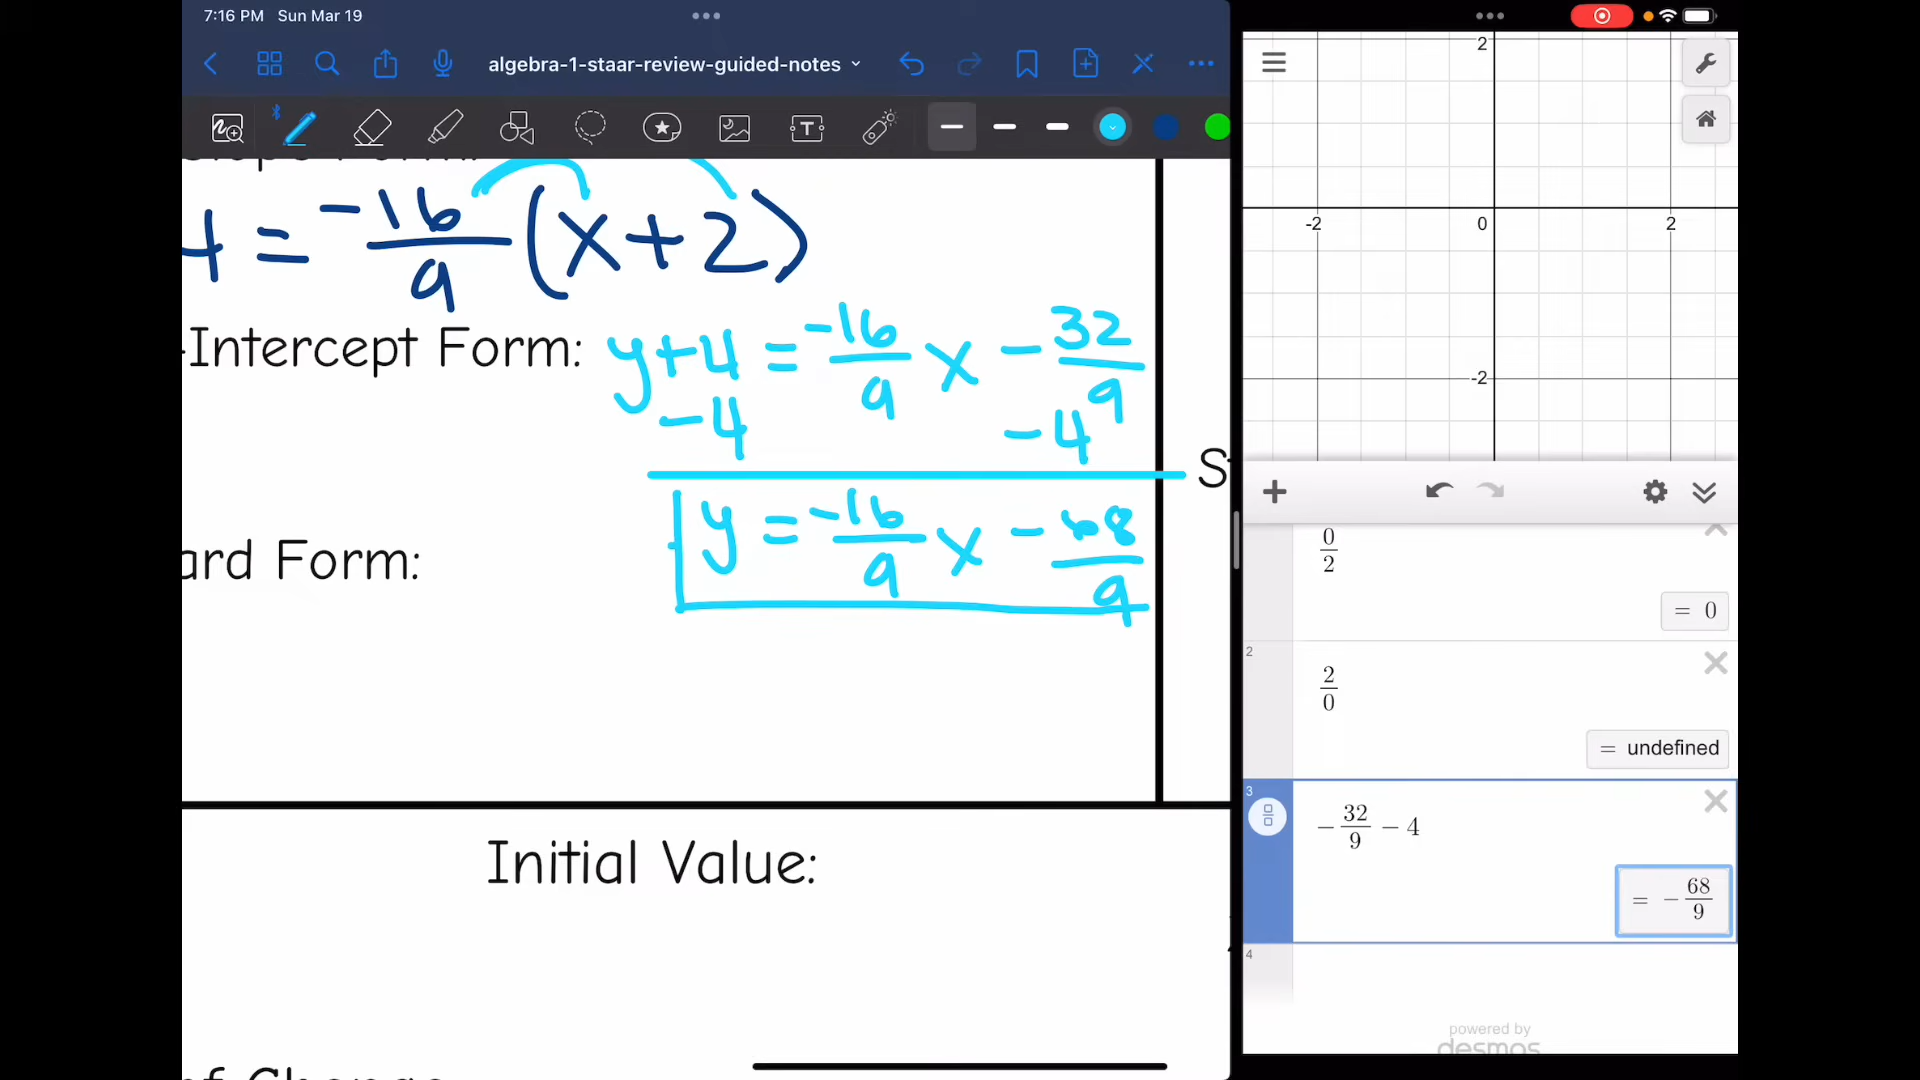 7:16 PM Sun Mar 19
algebra-1-staar-review-guided-notes
4 = -16/9 (x+2)
-Intercept Form: y+4 = -16/9 x - 32/9
-4 -4
y = -16/9 x - 68/9
ard Form:
S
Initial Value:
of Change
2
-2 0 2
-2
0/2
= 0
2
2/0
= undefined
3
-32/9 - 4
= -68/9
4
powered by
desmos